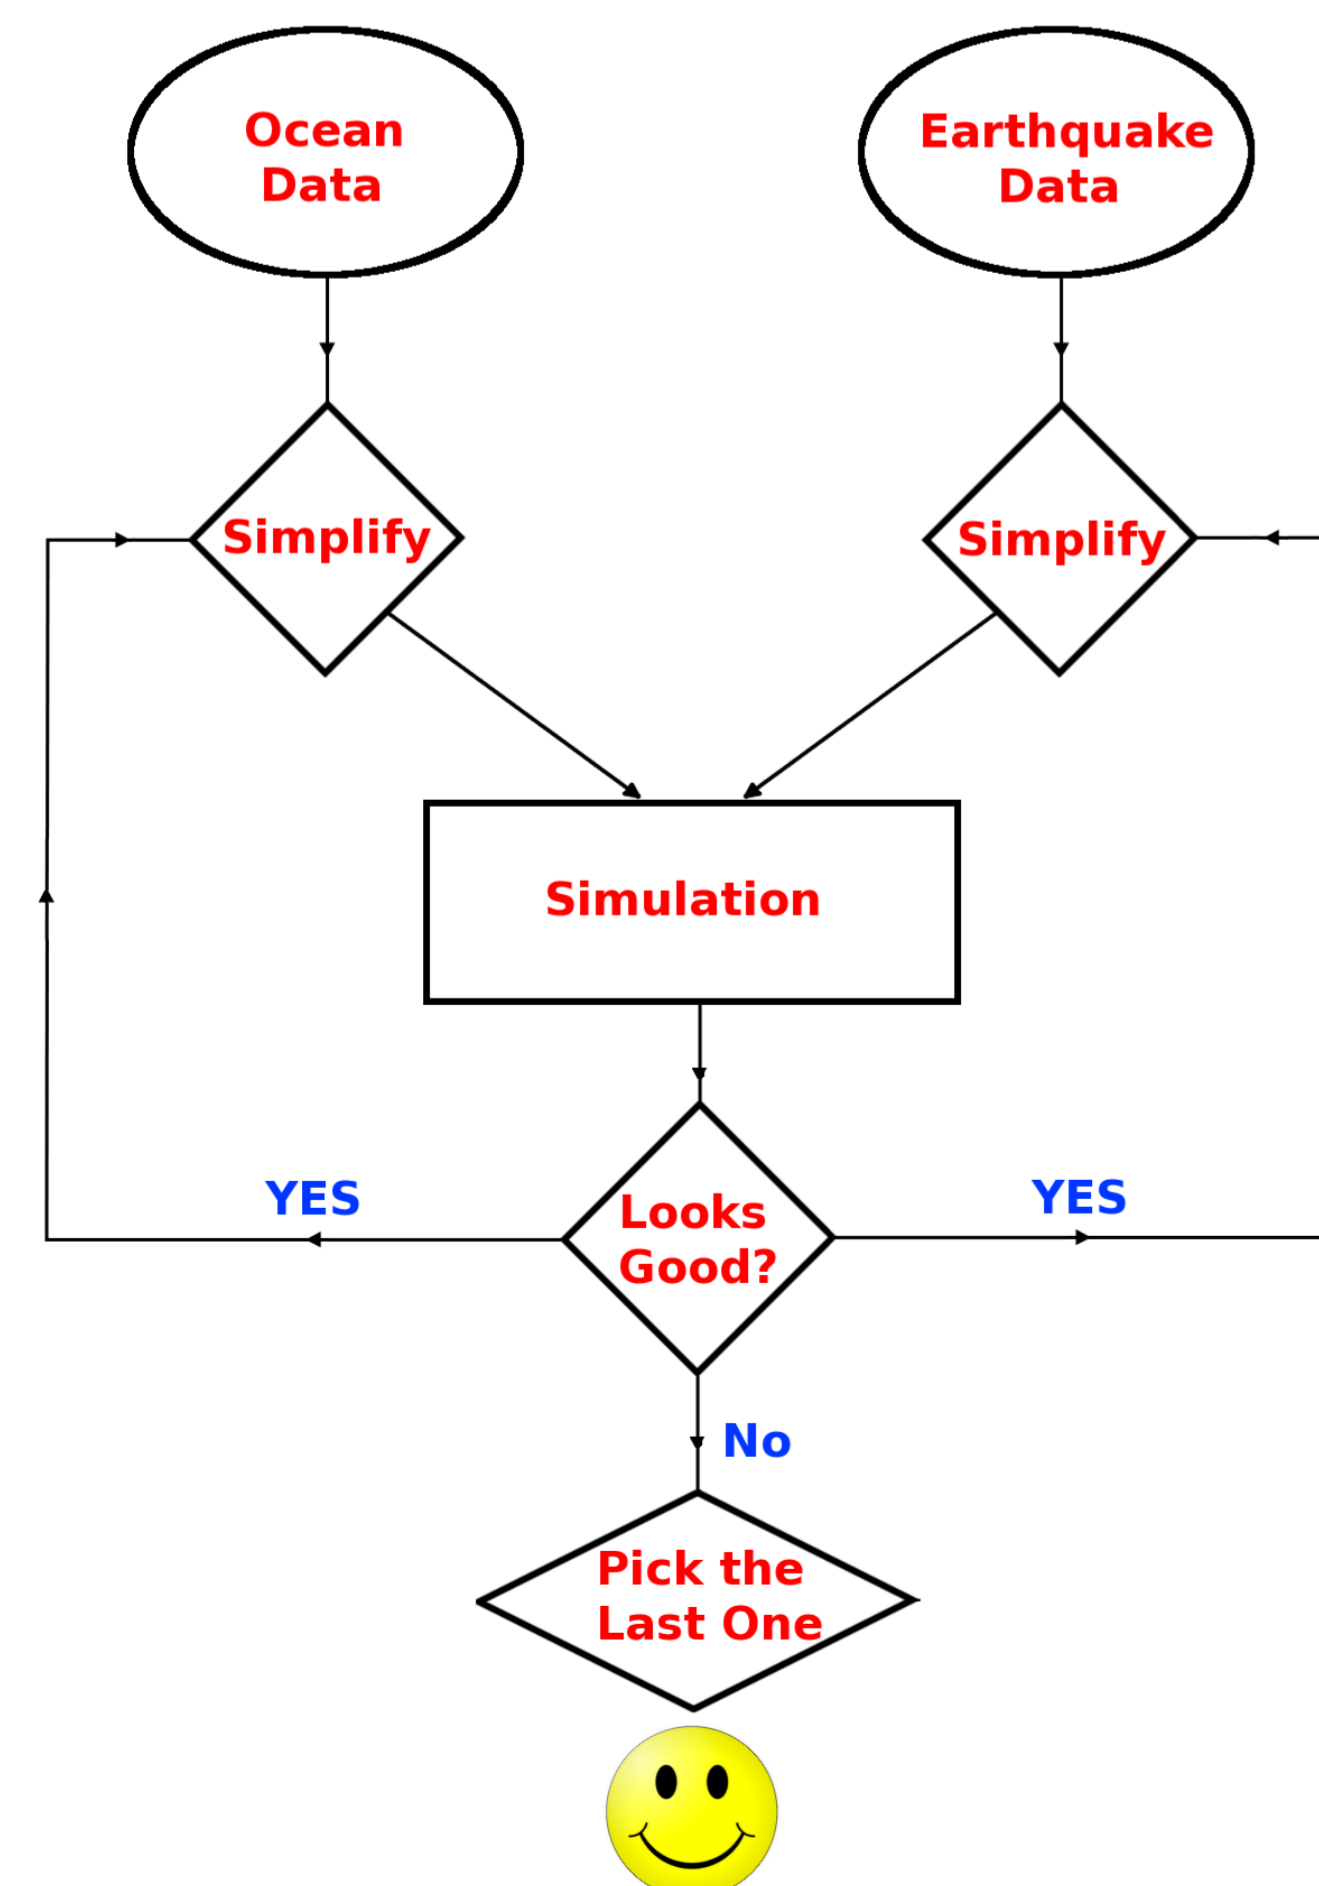 Ocean
Data
Earthquake
Data
Simplify
Simplify
Simulation
YES
Looks
Good?
YES
No
Pick the
Last One